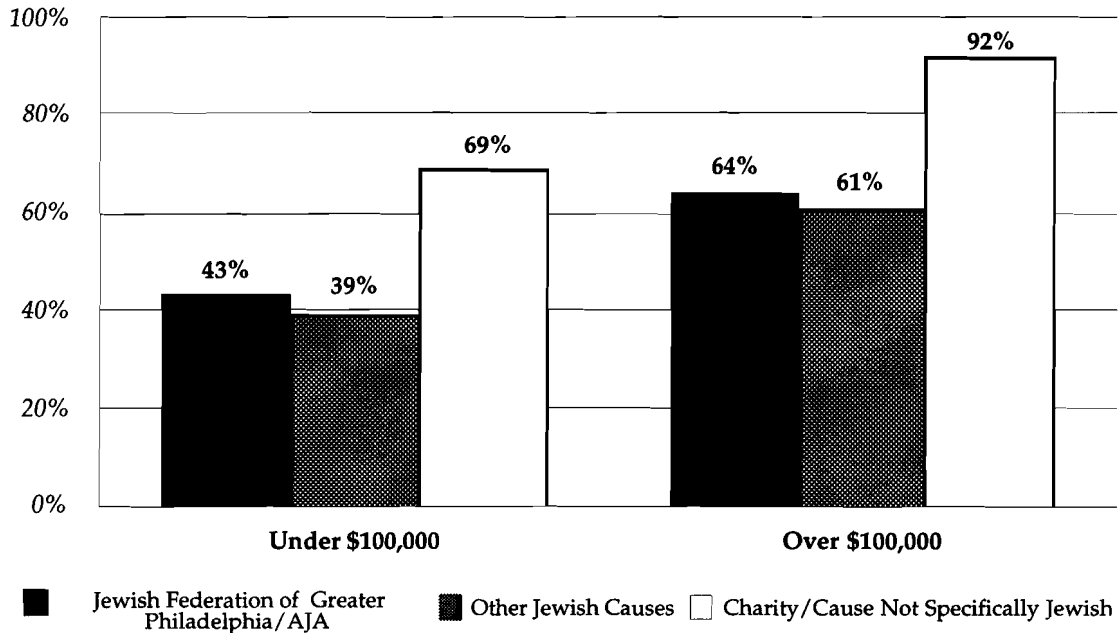 100%
92%
80%
69%
64%
61%
60%
43%
39%
40%
20%
0%
Under $100,000 Over $100,000
Jewish Federation of Greater
Philadelphia/AJA
Other Jewish Causes
Charity/Cause Not Specifically Jewish